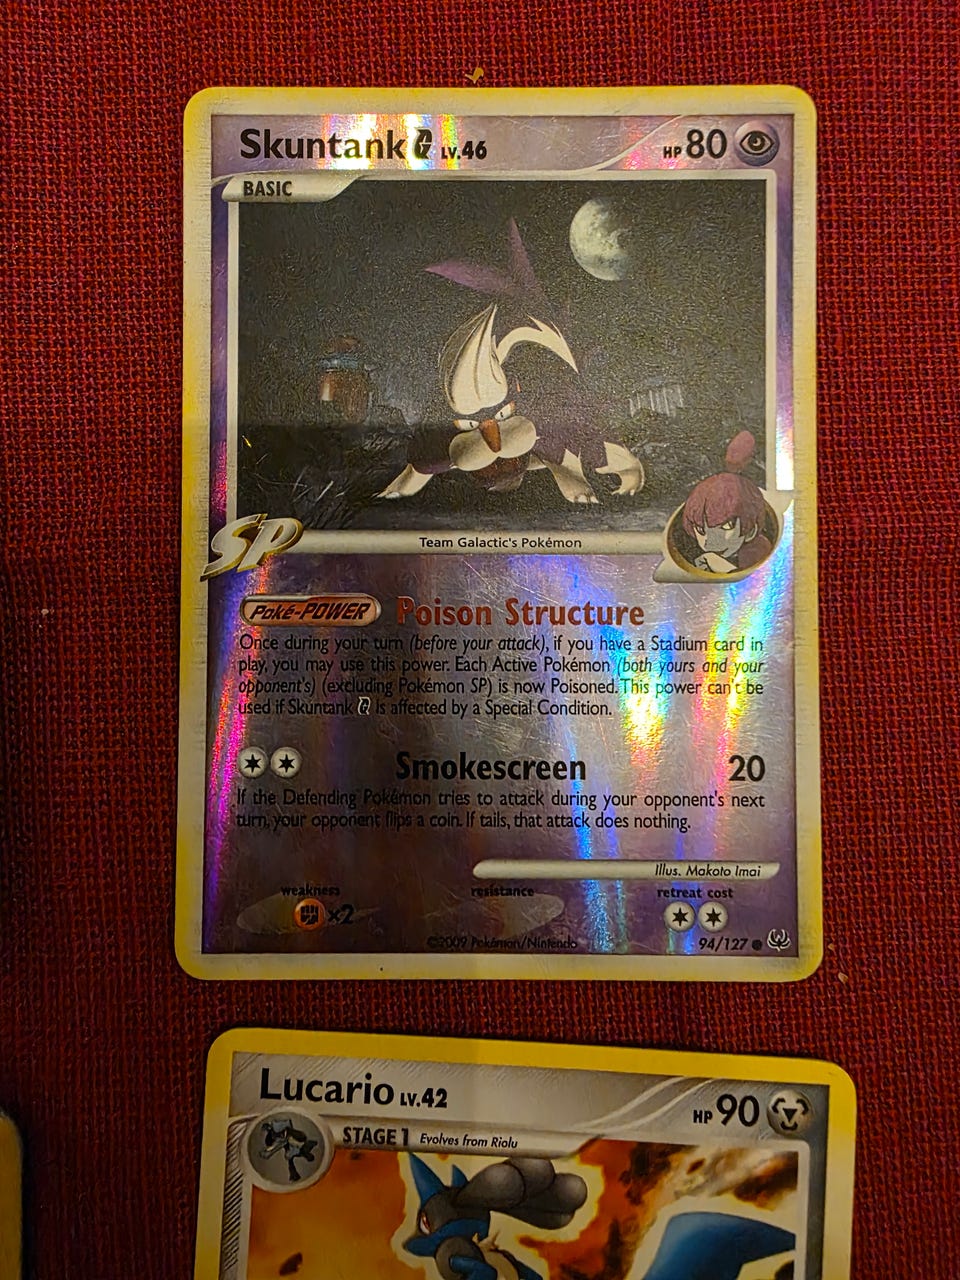 Skuntank G LV.46 HP 80
BASIC
SP
Team Galactic's Pokémon
Poké-POWER Poison Structure
Once during your turn (before your attack), if you have a Stadium card in
play, you may use this power. Each Active Pokémon (both yours and your
opponent's) (excluding Pokémon SP) is now Poisoned. This power can't be
used if Skuntank G is affected by a Special Condition.
Smokescreen 20
If the Defending Pokémon tries to attack during your opponent's next
turn, your opponent flips a coin. If tails, that attack does nothing.
Illus. Makoto Imai
weakness resistance retreat cost
×2
©2009 Pokémon/Nintendo 94/127
Lucario LV.42 HP 90
STAGE 1 Evolves from Riolu